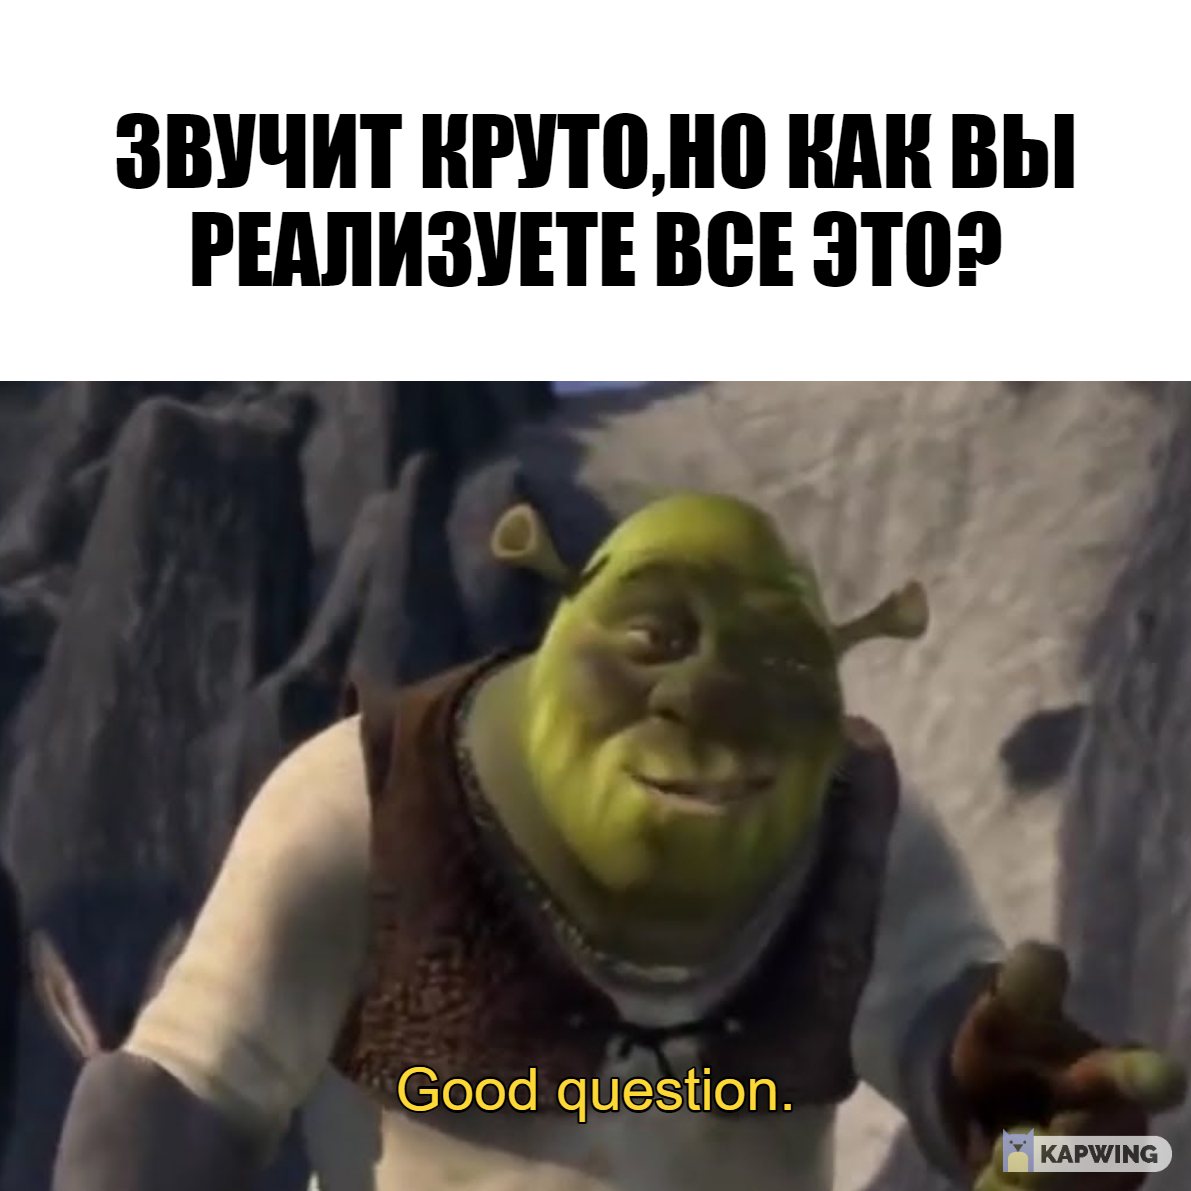 ЗВУЧИТ КРУТО,НО КАК ВЫ
РЕАЛИЗУЕТЕ ВСЕ ЭТО?
Good question.
KAPWING